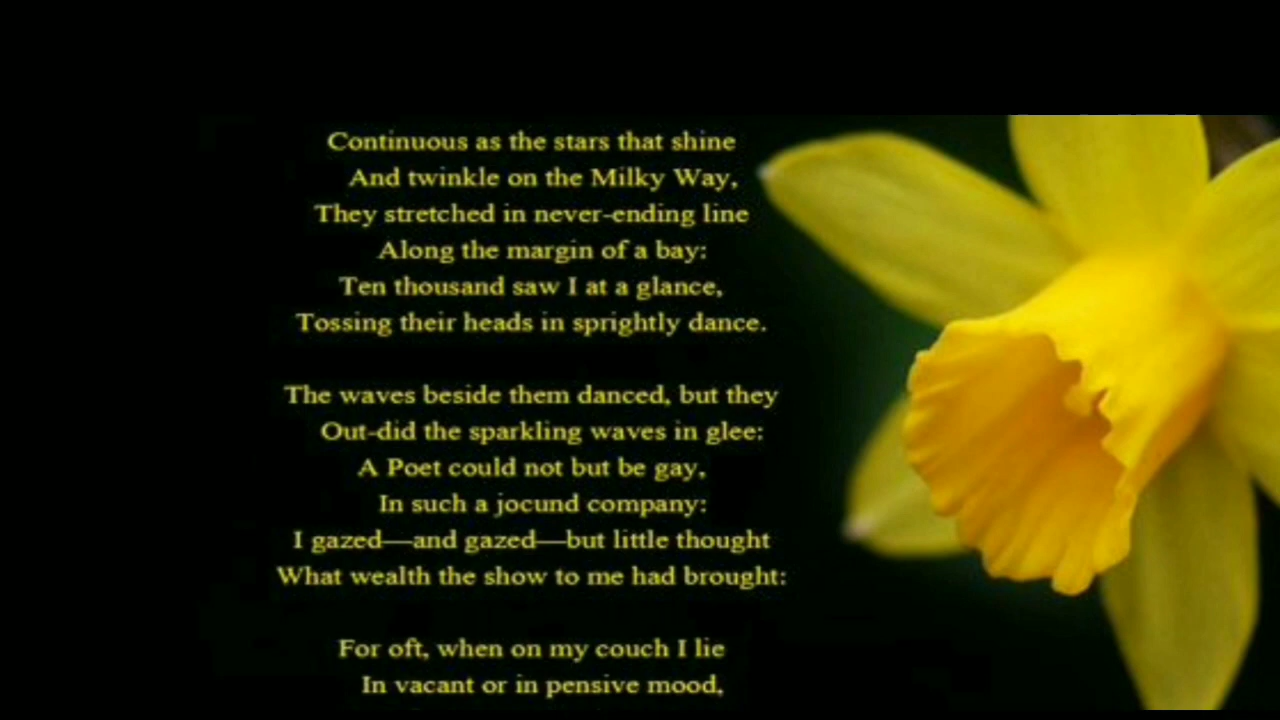 Continuous as the stars that shine
And twinkle on the Milky Way,
They stretched in never-ending line
Along the margin of a bay:
Ten thousand saw I at a glance,
Tossing their heads in sprightly dance.
The waves beside them danced, but they
Out-did the sparkling waves in glee:
A Poet could not but be gay,
In such a jocund company:
I gazed—and gazed—but little thought
What wealth the show to me had brought:
For oft, when on my couch I lie
In vacant or in pensive mood,